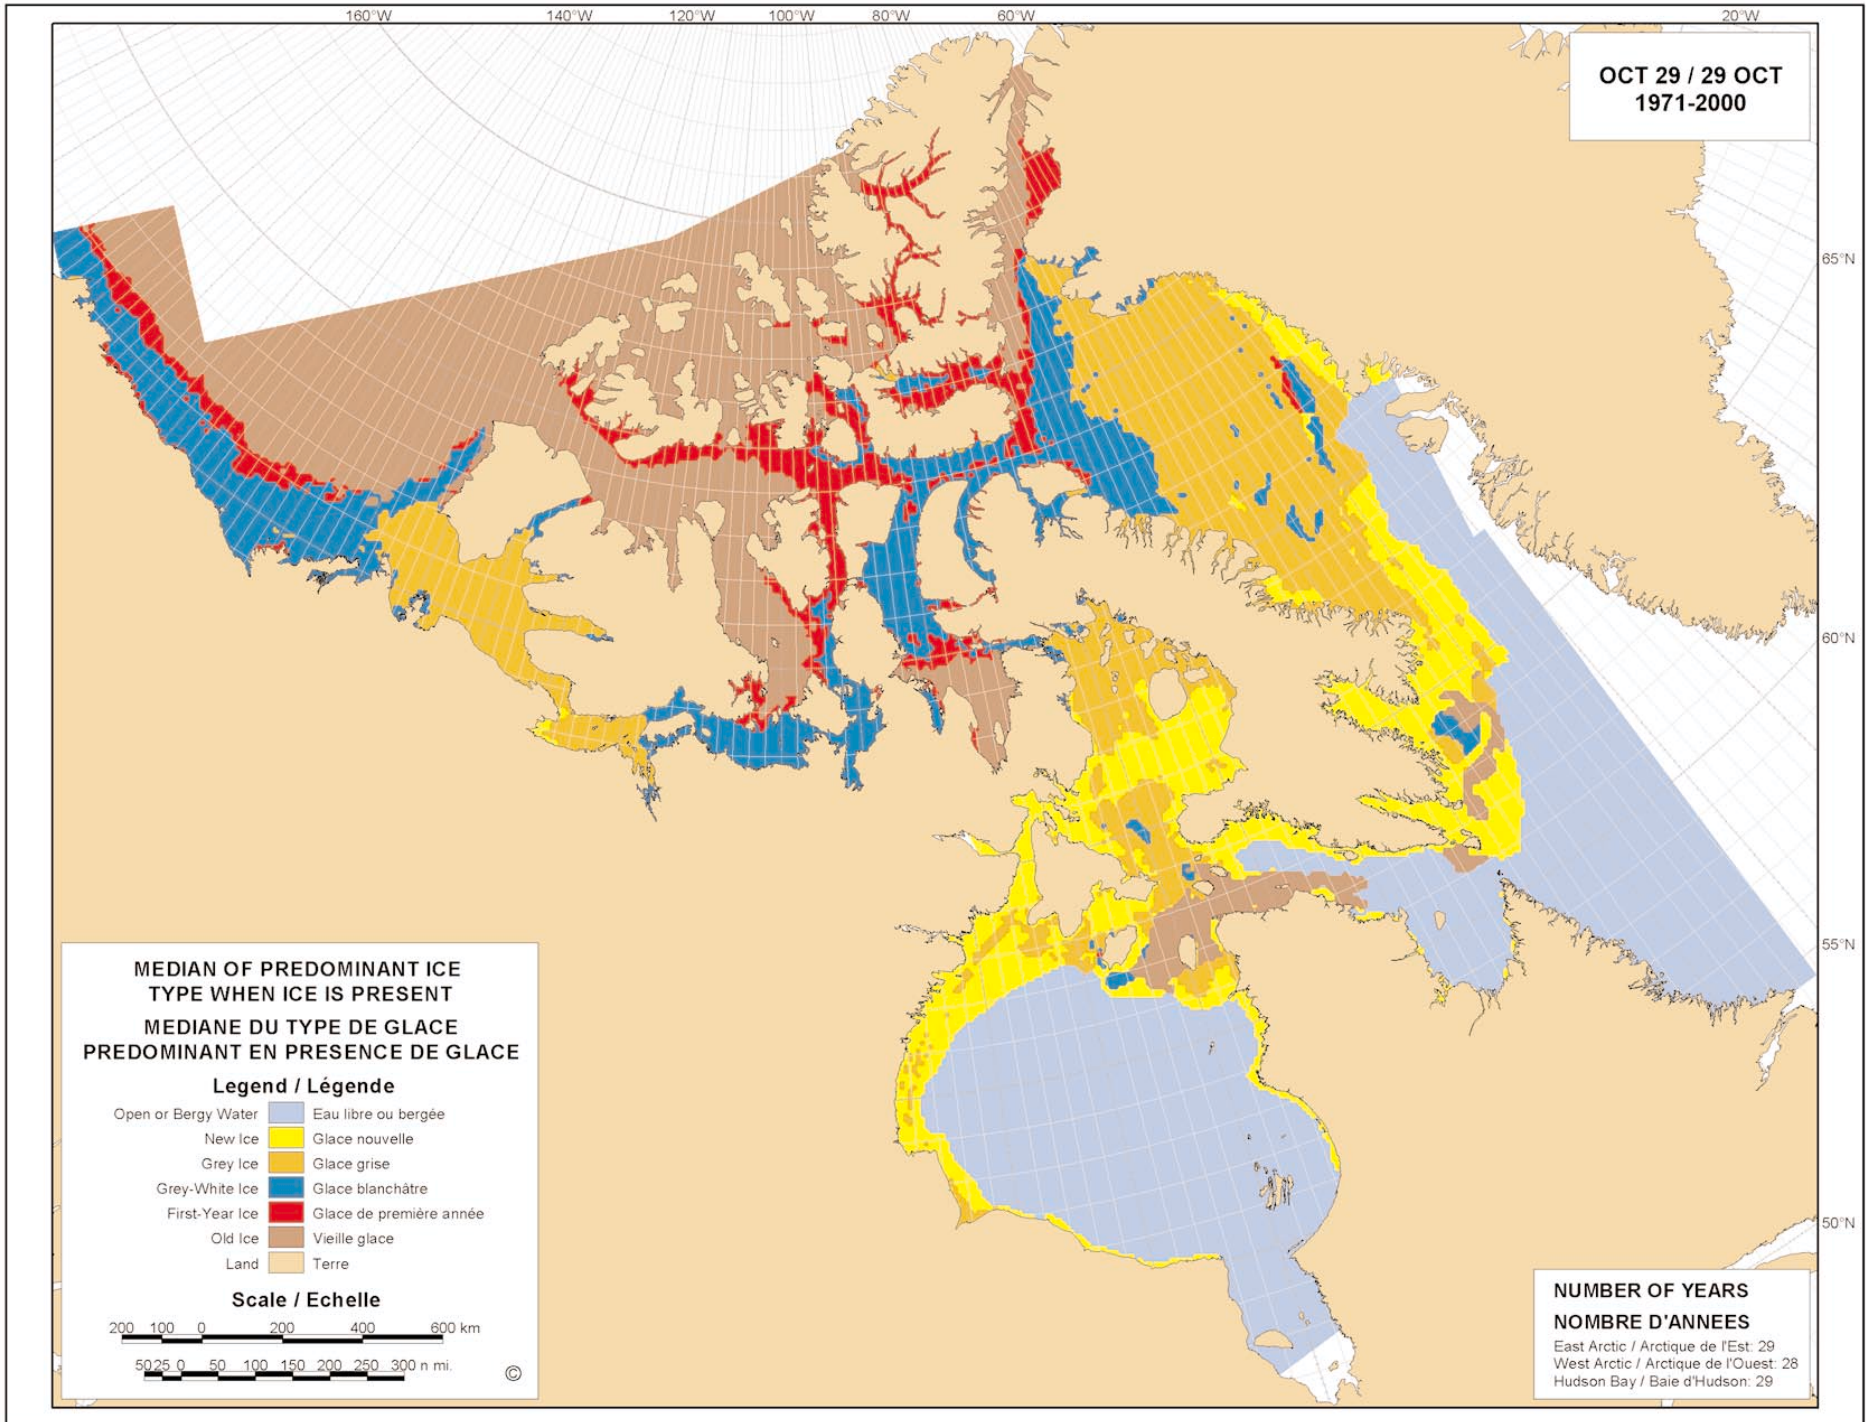 160°W 140°W 120°W 100°W 80°W 60°W 20°W
OCT 29 / 29 OCT
1971-2000
65°N
60°N
55°N
50°N
MEDIAN OF PREDOMINANT ICE
TYPE WHEN ICE IS PRESENT
MEDIANE DU TYPE DE GLACE
PREDOMINANT EN PRESENCE DE GLACE
Legend / Légende
Open or Bergy Water Eau libre ou bergée
New Ice Glace nouvelle
Grey Ice Glace grise
Grey-White Ice Glace blanchâtre
First-Year Ice Glace de première année
Old Ice Vieille glace
Land Terre
Scale / Echelle
200 100 0 200 400 600 km
50 25 0 50 100 150 200 250 300 n mi.
©
NUMBER OF YEARS
NOMBRE D'ANNEES
East Arctic / Arctique de l'Est: 29
West Arctic / Arctique de l'Ouest: 28
Hudson Bay / Baie d'Hudson: 29